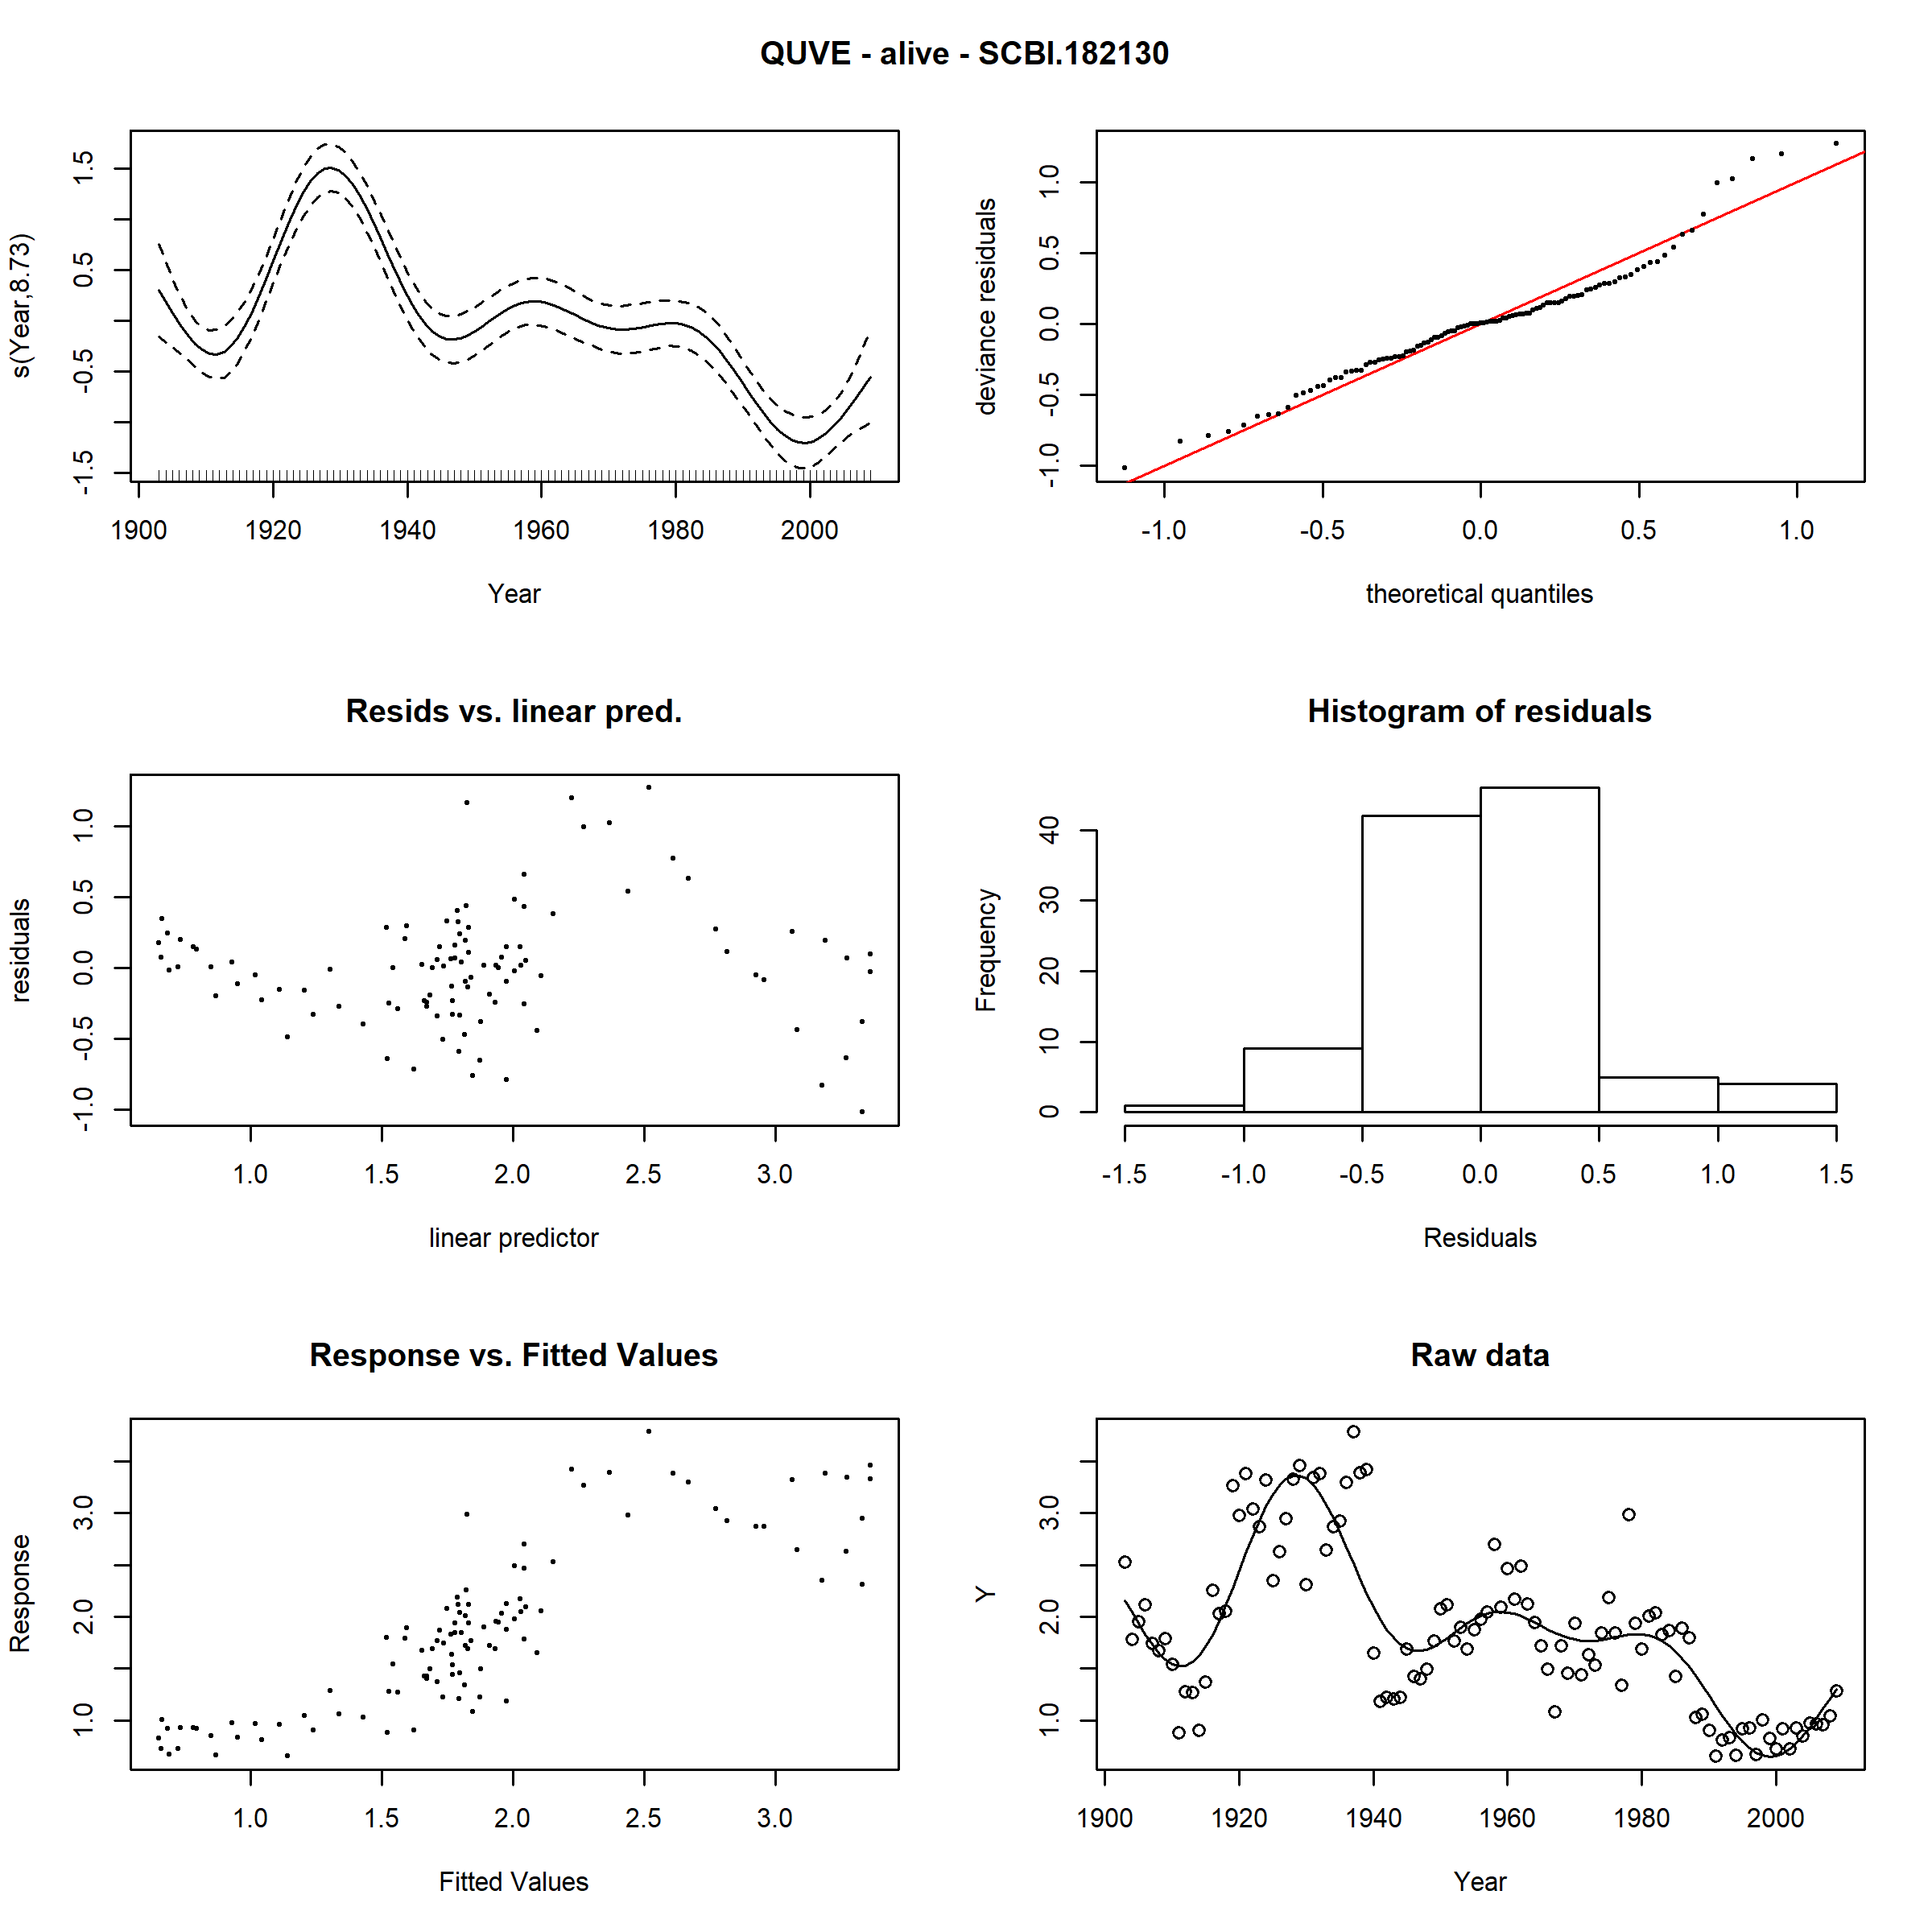 QUVE - alive - SCBI.182130
s(Year,8.73)
-1.5 -0.5 0.5 1.5
1900 1920 1940 1960 1980 2000
Year
deviance residuals
-1.0 -0.5 0.0 0.5 1.0
-1.0 -0.5 0.0 0.5 1.0
theoretical quantiles
Resids vs. linear pred.
residuals
-1.0 -0.5 0.0 0.5 1.0
1.0 1.5 2.0 2.5 3.0
linear predictor
Histogram of residuals
Frequency
0 10 20 30 40
-1.5 -1.0 -0.5 0.0 0.5 1.0 1.5
Residuals
Response vs. Fitted Values
Response
1.0 2.0 3.0
1.0 1.5 2.0 2.5 3.0
Fitted Values
Raw data
Y
1.0 2.0 3.0
1900 1920 1940 1960 1980 2000
Year